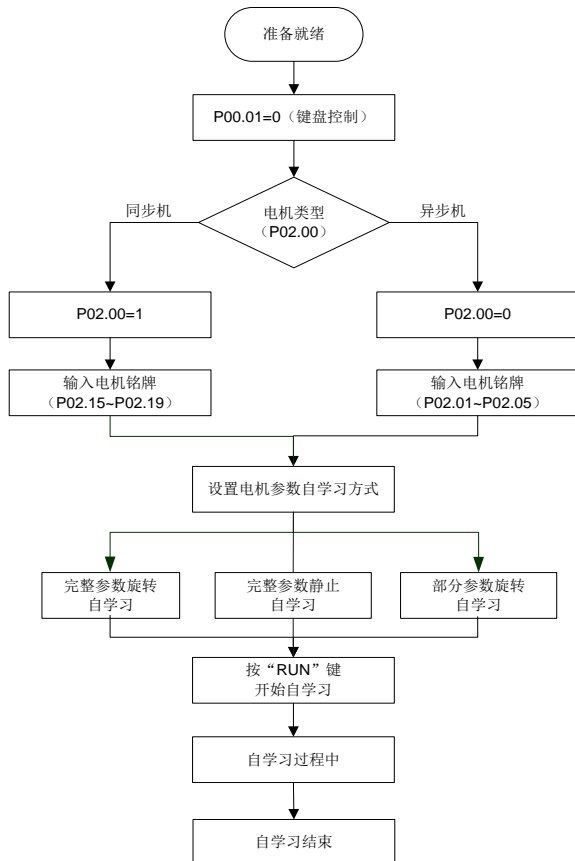 准备就绪
P00.01=0（键盘控制）
同步机
电机类型
（P02.00）
异步机
P02.00=1
P02.00=0
输入电机铭牌
（P02.15~P02.19）
输入电机铭牌
（P02.01~P02.05）
设置电机参数自学习方式
完整参数旋转
自学习
完整参数静止
自学习
部分参数旋转
自学习
按“RUN”键
开始自学习
自学习过程中
自学习结束